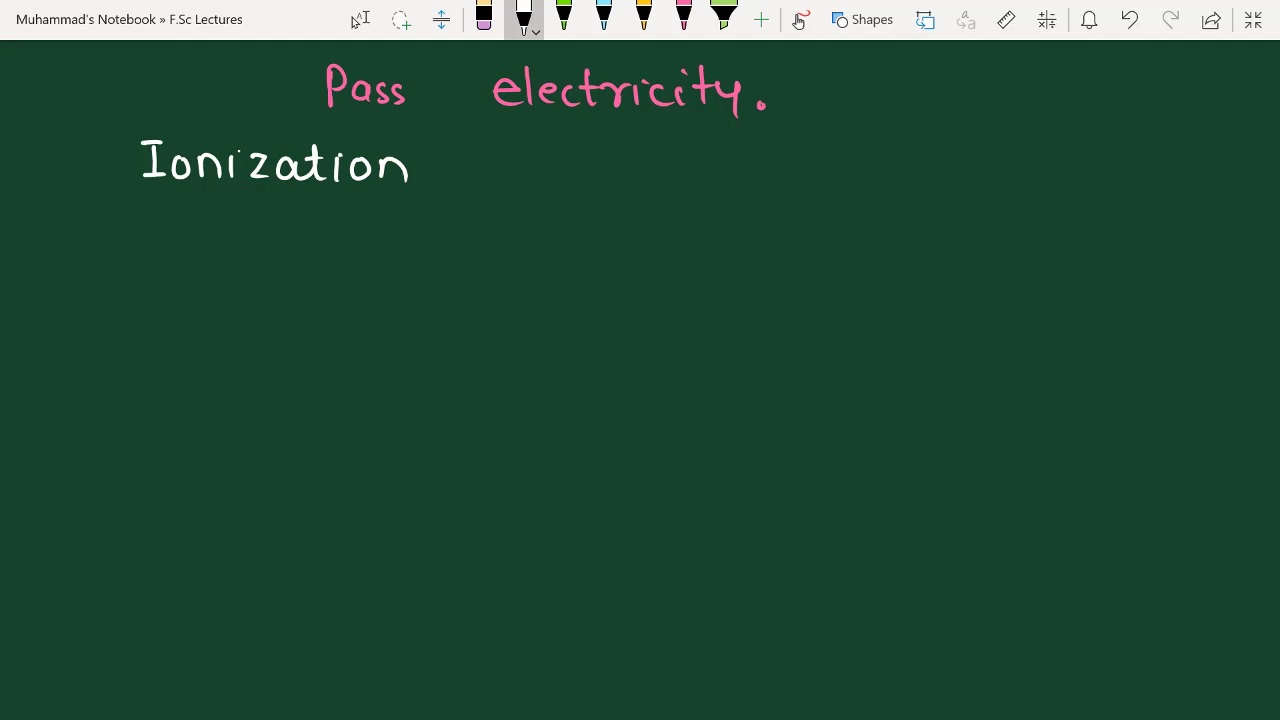 Muhammad's Notebook » F.Sc Lectures
Shapes
Pass electricity.
Ionization